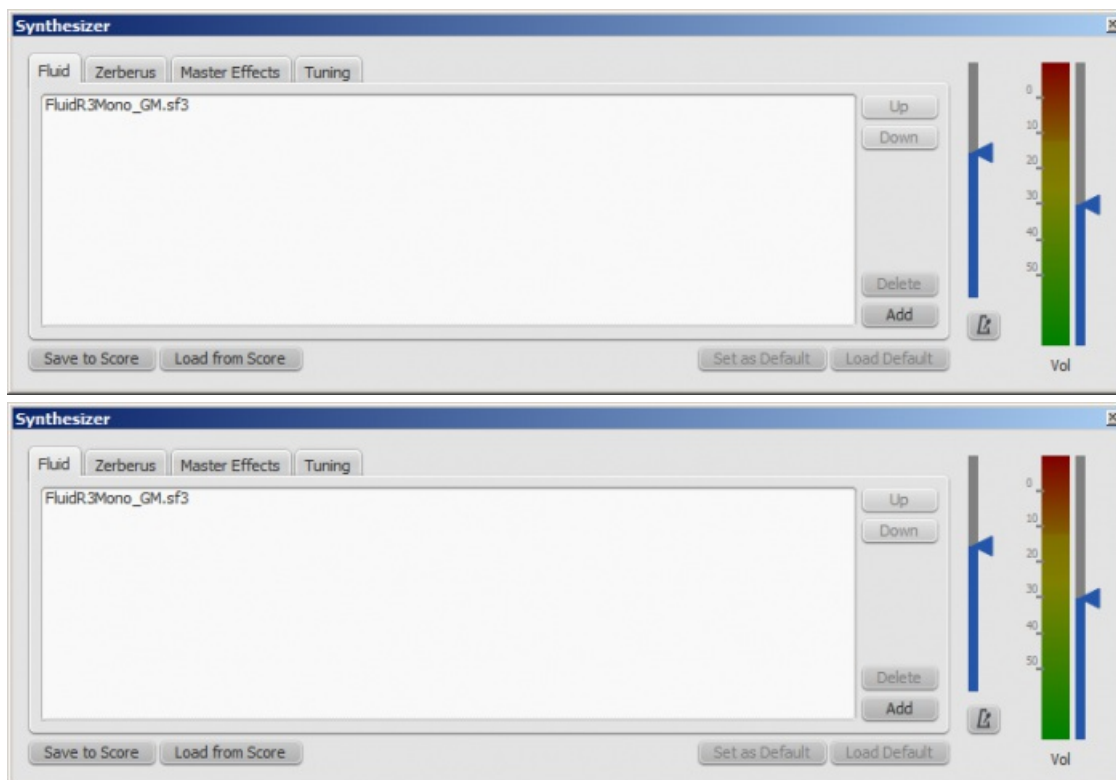 Synthesizer
Fluid Zerberus Master Effects Tuning
FluidR3Mono_GM.sf3
Up
Down
Delete
Add
0
10
20
30
40
50
Vol
Save to Score Load from Score Set as Default Load Default
Synthesizer
Fluid Zerberus Master Effects Tuning
FluidR3Mono_GM.sf3
Up
Down
Delete
Add
0
10
20
30
40
50
Vol
Save to Score Load from Score Set as Default Load Default